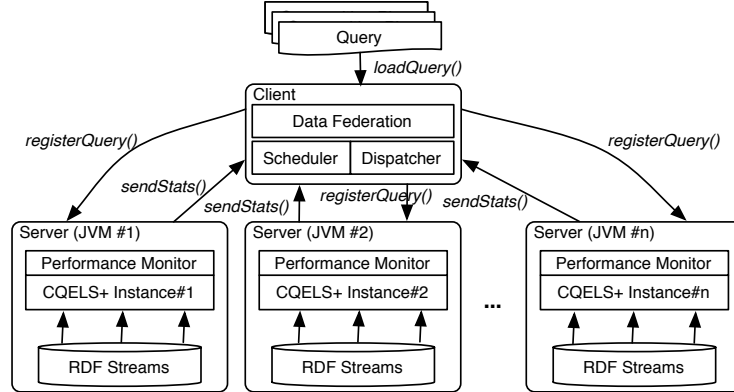 Query
loadQuery()
Client
Data Federation
Scheduler Dispatcher
registerQuery()
registerQuery()
sendStats()
sendStats()
registerQuery()
sendStats()
Server (JVM #1)
Performance Monitor
CQELS+ Instance#1
RDF Streams
Server (JVM #2)
Performance Monitor
CQELS+ Instance#2
RDF Streams
...
Server (JVM #n)
Performance Monitor
CQELS+ Instance#n
RDF Streams